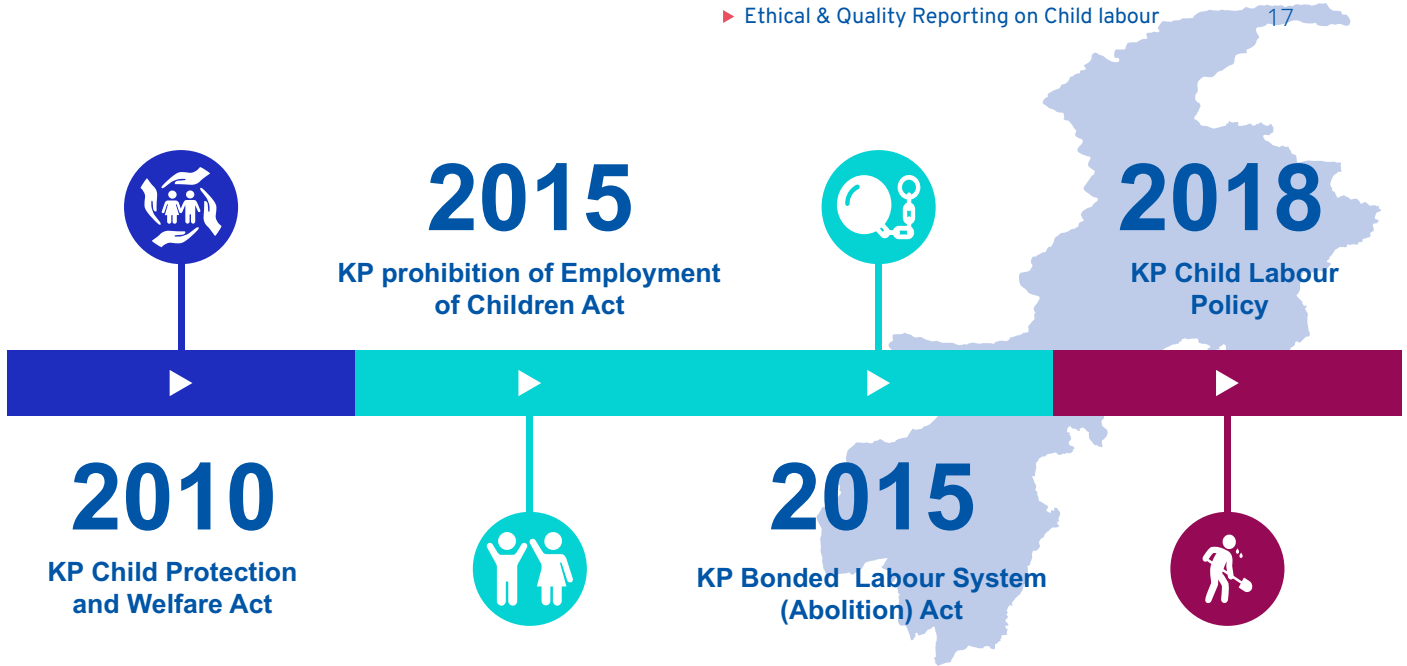 Ethical & Quality Reporting on Child labour 17
2010
KP Child Protection
and Welfare Act
2015
KP prohibition of Employment
of Children Act
2015
KP Bonded Labour System
(Abolition) Act
2018
KP Child Labour
Policy